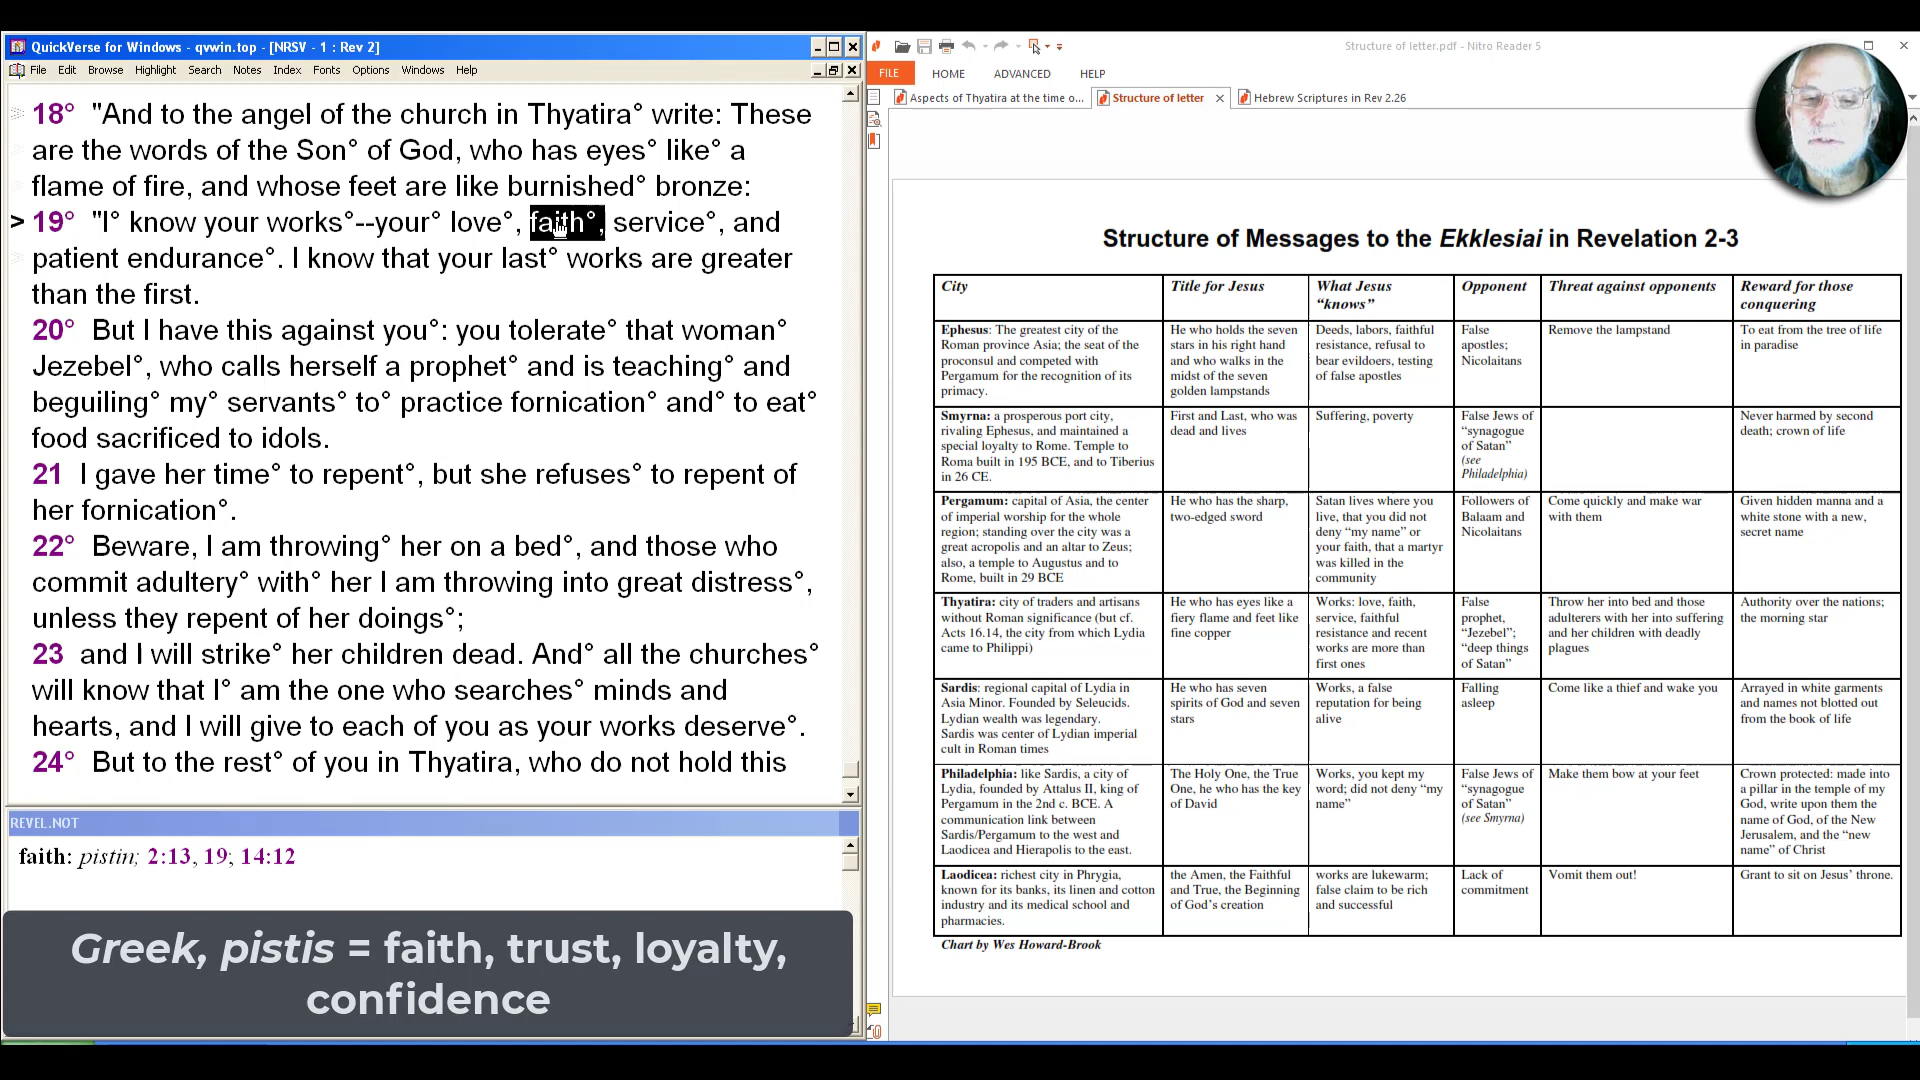 QuickVerse for Windows - qvwin.top - [NRSV - 1 : Rev 2]
File Edit Browse Highlight Search Notes Index Fonts Options Windows Help
18° "And to the angel of the church in Thyatira° write: These
are the words of the Son° of God, who has eyes° like° a
flame of fire, and whose feet are like burnished° bronze:
> 19° "I° know your works°--your° love°, faith°, service°, and
patient endurance°. I know that your last° works are greater
than the first.
20° But I have this against you°: you tolerate° that woman°
Jezebel°, who calls herself a prophet° and is teaching° and
beguiling° my° servants° to° practice fornication° and° to eat°
food sacrificed to idols.
21 I gave her time° to repent°, but she refuses° to repent of
her fornication°.
22° Beware, I am throwing° her on a bed°, and those who
commit adultery° with° her I am throwing into great distress°,
unless they repent of her doings°;
23 and I will strike° her children dead. And° all the churches°
will know that I° am the one who searches° minds and
hearts, and I will give to each of you as your works deserve°.
24° But to the rest° of you in Thyatira, who do not hold this
REVEL.NOT
faith: pistin; 2:13, 19; 14:12
Greek, pistis = faith, trust, loyalty,
confidence
Structure of letter.pdf - Nitro Reader 5
FILE HOME ADVANCED HELP
Aspects of Thyatira at the time o... Structure of letter Hebrew Scriptures in Rev 2.26
Structure of Messages to the Ekklesiai in Revelation 2-3
City
Title for Jesus
What Jesus
“knows”
Opponent
Threat against opponents
Reward for those
conquering
Ephesus: The greatest city of the
Roman province Asia; the seat of the
proconsul and competed with
Pergamum for the recognition of its
primacy.
He who holds the seven
stars in his right hand
and who walks in the
midst of the seven
golden lampstands
Deeds, labors, faithful
resistance, refusal to
bear evildoers, testing
of false apostles
False
apostles;
Nicolaitans
Remove the lampstand
To eat from the tree of life
in paradise
Smyrna: a prosperous port city,
rivaling Ephesus, and maintained a
special loyalty to Rome. Temple to
Roma built in 195 BCE, and to Tiberius
in 26 CE.
First and Last, who was
dead and lives
Suffering, poverty
False Jews of
“synagogue
of Satan”
(see
Philadelphia)
Never harmed by second
death; crown of life
Pergamum: capital of Asia, the center
of imperial worship for the whole
region; standing over the city was a
great acropolis and an altar to Zeus;
also, a temple to Augustus and to
Rome, built in 29 BCE
He who has the sharp,
two-edged sword
Satan lives where you
live, that you did not
deny “my name” or
your faith, that a martyr
was killed in the
community
Followers of
Balaam and
Nicolaitans
Come quickly and make war
with them
Given hidden manna and a
white stone with a new,
secret name
Thyatira: city of traders and artisans
without Roman significance (but cf.
Acts 16.14, the city from which Lydia
came to Philippi)
He who has eyes like a
fiery flame and feet like
fine copper
Works: love, faith,
service, faithful
resistance and recent
works are more than
first ones
False
prophet,
“Jezebel”;
“deep things
of Satan”
Throw her into bed and those
adulterers with her into suffering
and her children with deadly
plagues
Authority over the nations;
the morning star
Sardis: regional capital of Lydia in
Asia Minor. Founded by Seleucids.
Lydian wealth was legendary.
Sardis was center of Lydian imperial
cult in Roman times
He who has seven
spirits of God and seven
stars
Works, a false
reputation for being
alive
Falling
asleep
Come like a thief and wake you
Arrayed in white garments
and names not blotted out
from the book of life
Philadelphia: like Sardis, a city of
Lydia, founded by Attalus II, king of
Pergamum in the 2nd c. BCE. A
communication link between
Sardis/Pergamum to the west and
Laodicea and Hierapolis to the east.
The Holy One, the True
One, he who has the key
of David
Works, you kept my
word; did not deny “my
name”
False Jews of
“synagogue
of Satan”
(see Smyrna)
Make them bow at your feet
Crown protected: made into
a pillar in the temple of my
God, write upon them the
name of God, of the New
Jerusalem, and the “new
name” of Christ
Laodicea: richest city in Phrygia,
known for its banks, its linen and cotton
industry and its medical school and
pharmacies.
the Amen, the Faithful
and True, the Beginning
of God’s creation
works are lukewarm;
false claim to be rich
and successful
Lack of
commitment
Vomit them out!
Grant to sit on Jesus’ throne.
Chart by Wes Howard-Brook